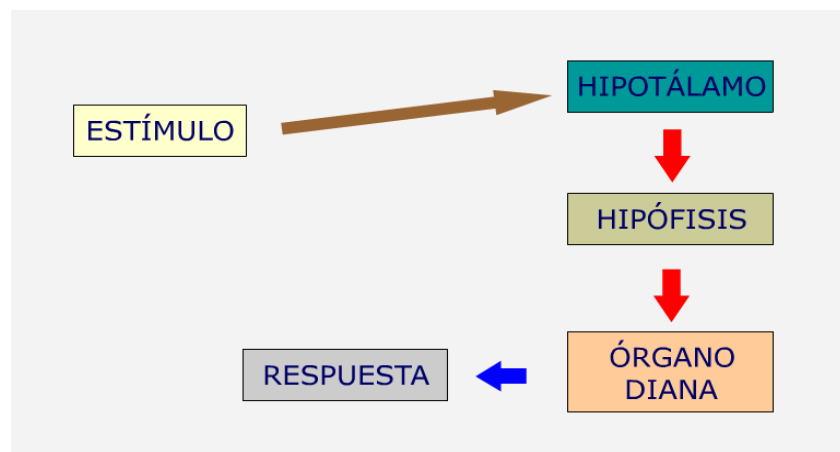 HIPOTÁLAMO
ESTÍMULO
HIPÓFISIS
ÓRGANO
DIANA
RESPUESTA